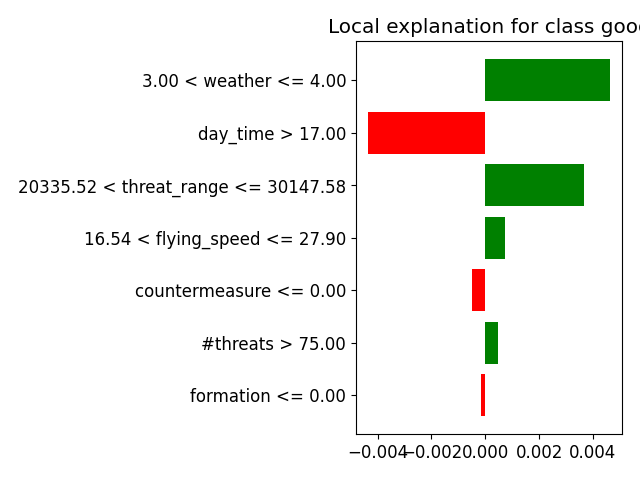 Local explanation for class goo
3.00 < weather <= 4.00
day_time > 17.00
20335.52 < threat_range <= 30147.58
16.54 < flying_speed <= 27.90
countermeasure <= 0.00
#threats > 75.00
formation <= 0.00
−0.004 −0.002 0.000 0.002 0.004